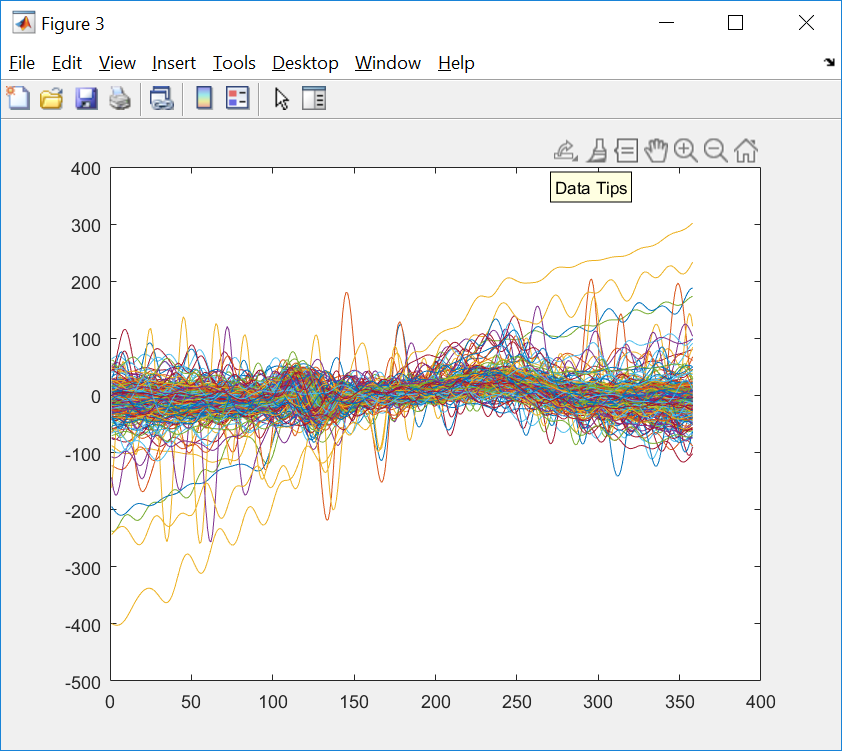 Figure 3
File Edit View Insert Tools Desktop Window Help
Data Tips
400
300
200
100
0
-100
-200
-300
-400
-500
0 50 100 150 200 250 300 350 400